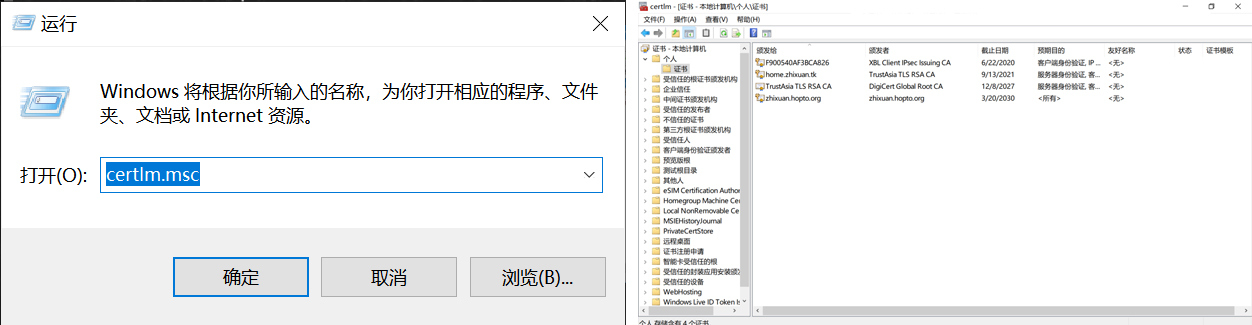 运行
Windows 将根据你所输入的名称，为你打开相应的程序、文件
夹、文档或 Internet 资源。
打开(O):
certlm.msc
确定
取消
浏览(B)...
certlm - [证书 - 本地计算机\个人\证书]
文件(F) 操作(A) 查看(V) 帮助(H)
证书 - 本地计算机
个人
证书
受信任的根证书颁发机构
企业信任
中间证书颁发机构
受信任的发布者
不信任的证书
第三方根证书颁发机构
受信任人
客户端身份验证颁发者
预览版根
测试根目录
其他人
eSIM Certification Author
Homegroup Machine Cer
Local NonRemovable Ce
MSIEHistoryJournal
PrivateCertStore
远程桌面
证书注册申请
智能卡受信任的根
受信任的封装应用安装颁发
受信任的设备
WebHosting
Windows Live ID Token Is
颁发给 颁发者 截止日期 预期目的 友好名称 状态 证书模板
F900540AF3BCA826 XBL Client IPsec Issuing CA 6/22/2020 客户端身份验证, IP ... <无>
home.zhixuan.tk TrustAsia TLS RSA CA 9/13/2021 服务器身份验证, 客... <无>
TrustAsia TLS RSA CA DigiCert Global Root CA 12/8/2027 服务器身份验证, 客... <无>
zhixuan.hopto.org zhixuan.hopto.org 3/20/2030 <所有> <无>
个人 存储含有 4 个证书